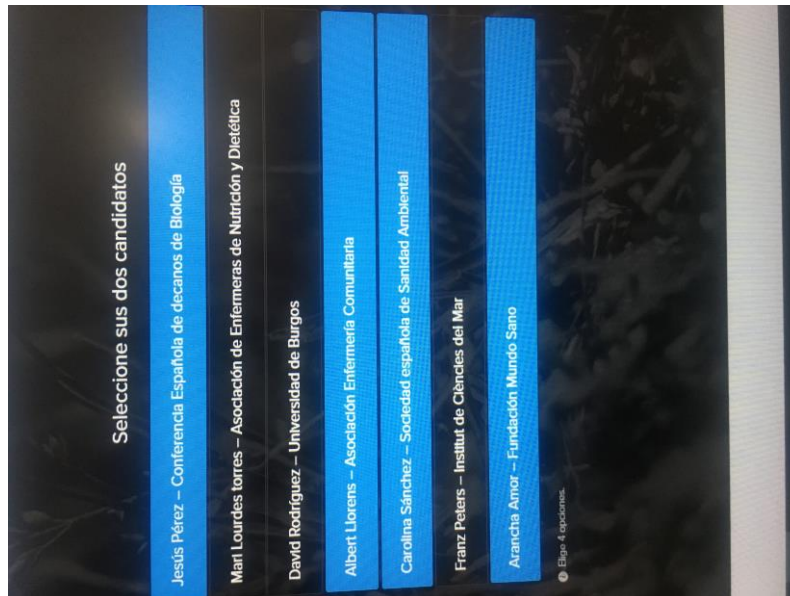 Seleccione sus dos candidatos
Jesús Pérez – Conferencia Española de decanos de Biología
Mari Lourdes torres – Asociación de Enfermeras de Nutrición y Dietética
David Rodríguez – Universidad de Burgos
Albert Llorens – Asociación Enfermería Comunitaria
Carolina Sánchez – Sociedad española de Sanidad Ambiental
Franz Peters – Institut de Ciències del Mar
Arancha Amor – Fundación Mundo Sano
Elige 4 opciones.